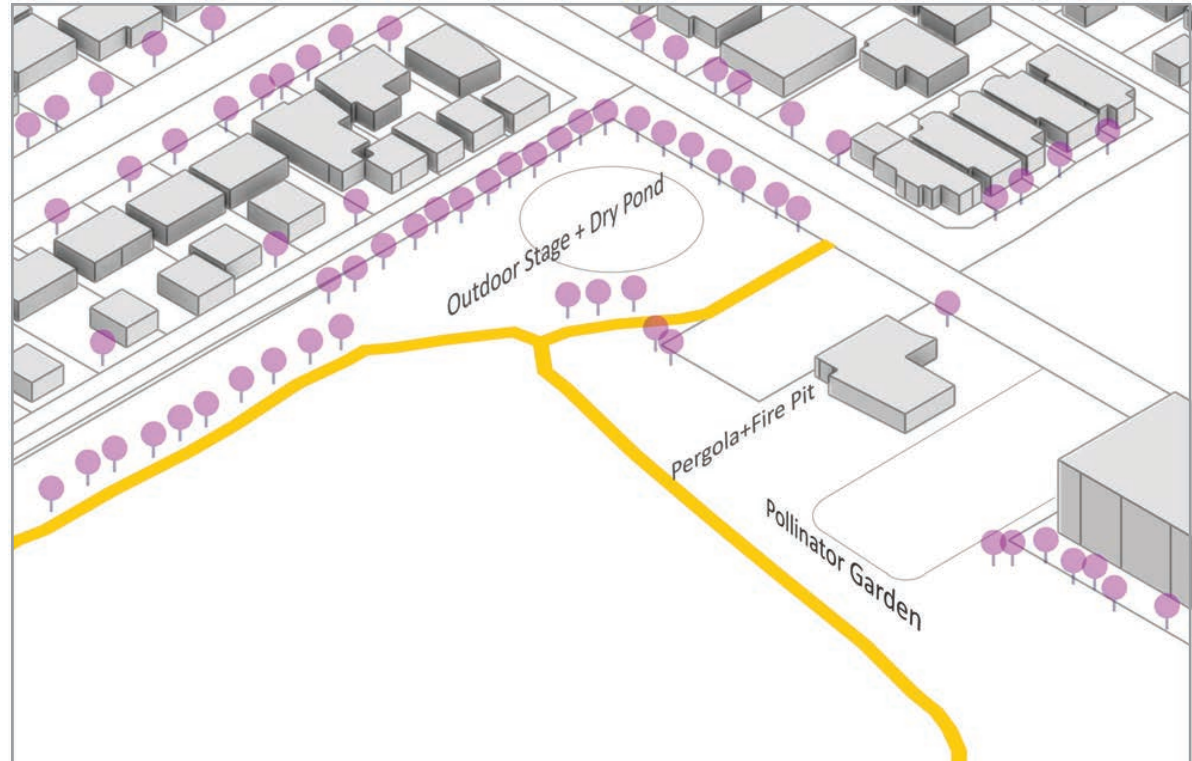 Outdoor Stage + Dry Pond
Pergola+Fire Pit
Pollinator Garden